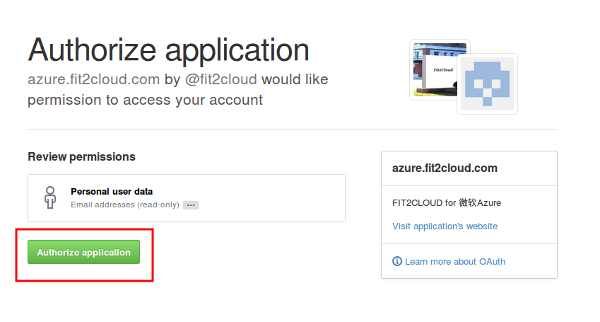 Authorize application
azure.fit2cloud.com by @fit2cloud would like
permission to access your account
Fit2Cloud
Review permissions
Personal user data
Email addresses (read-only)
Authorize application
azure.fit2cloud.com
FIT2CLOUD for 微软Azure
Visit application's website
Learn more about OAuth